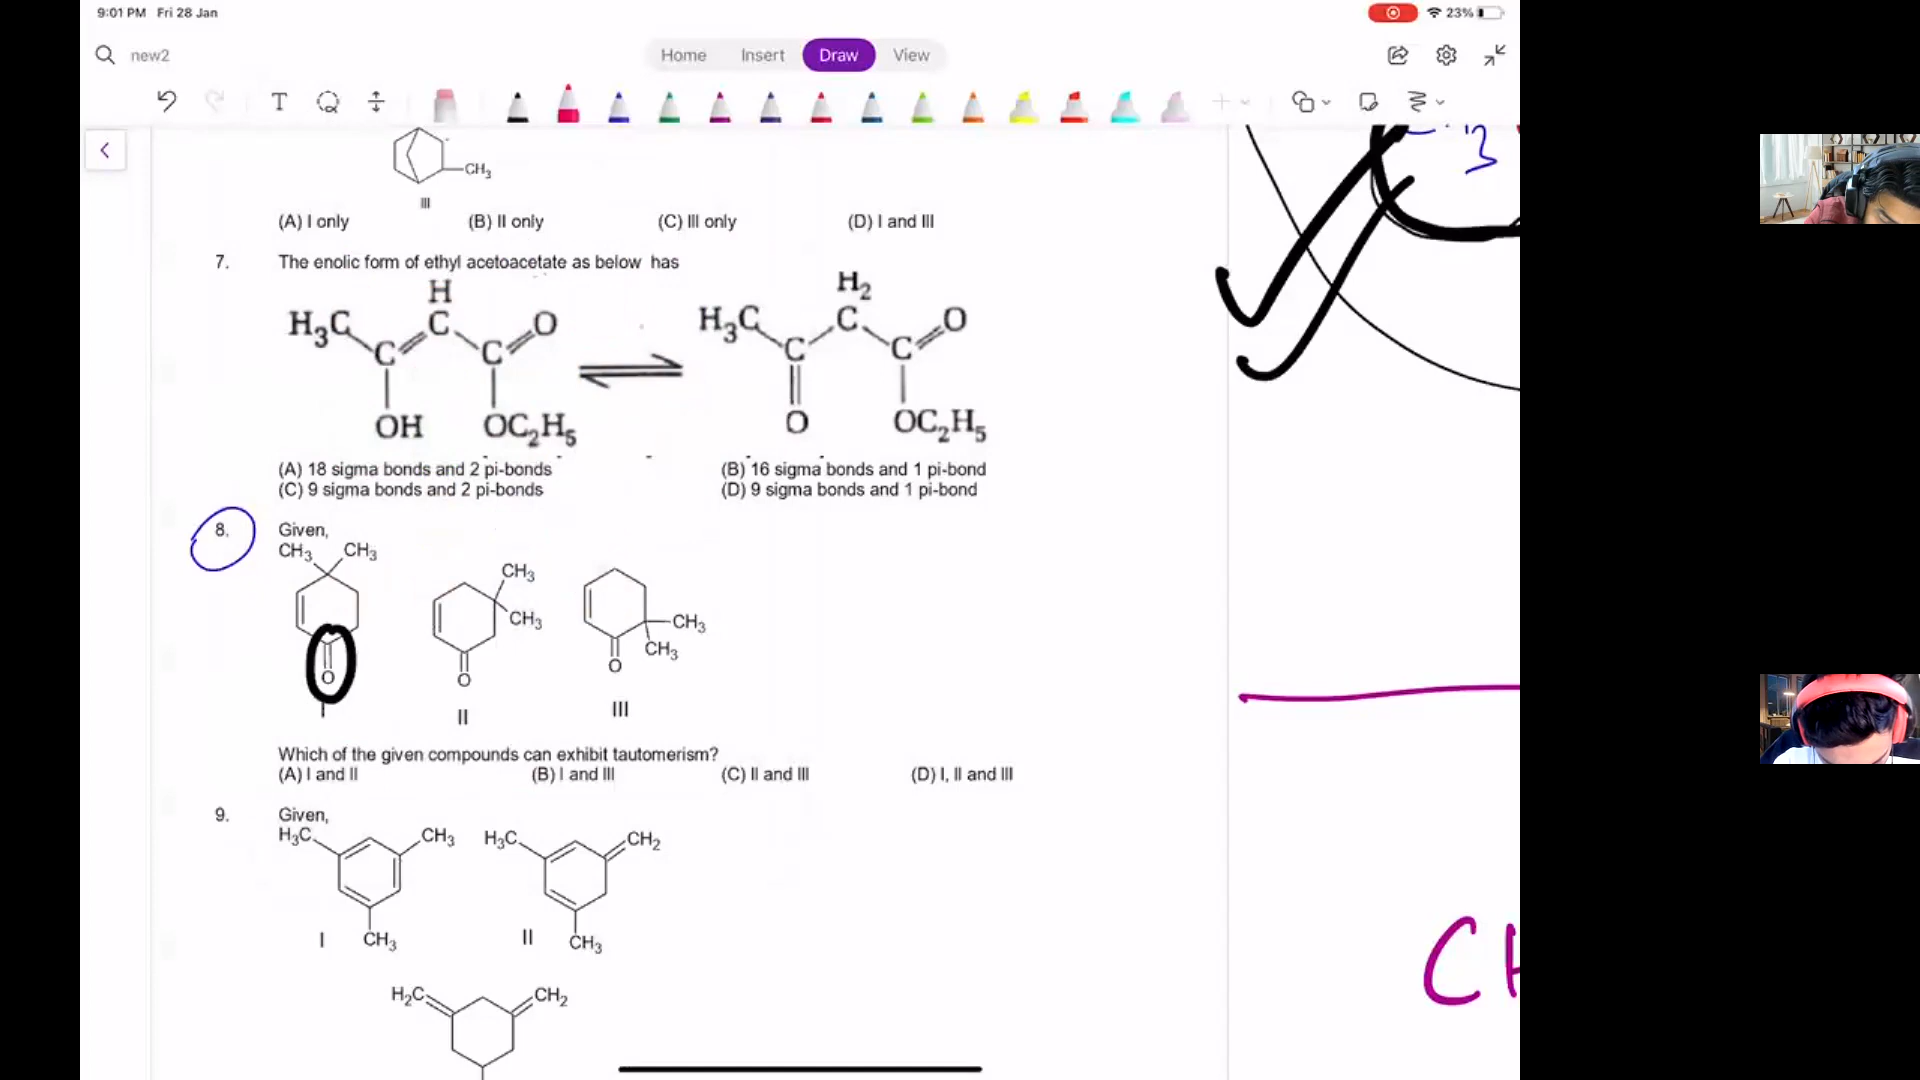 9:01 PM Fri 28 Jan
23%
new2
Home Insert Draw View
T
CH3
III
(A) I only (B) II only (C) III only (D) I and III
7. The enolic form of ethyl acetoacetate as below has
H H2
H3C C O H3C C O
C C C C
OH OC2H5 O OC2H5
(A) 18 sigma bonds and 2 pi-bonds (B) 16 sigma bonds and 1 pi-bond
(C) 9 sigma bonds and 2 pi-bonds (D) 9 sigma bonds and 1 pi-bond
8. Given,
CH3 CH3
CH3
CH3 CH3
CH3
O O O
I II III
Which of the given compounds can exhibit tautomerism?
(A) I and II (B) I and III (C) II and III (D) I, II and III
9. Given,
H3C CH3 H3C CH2
I CH3 II CH3
H2C CH2
3
CH